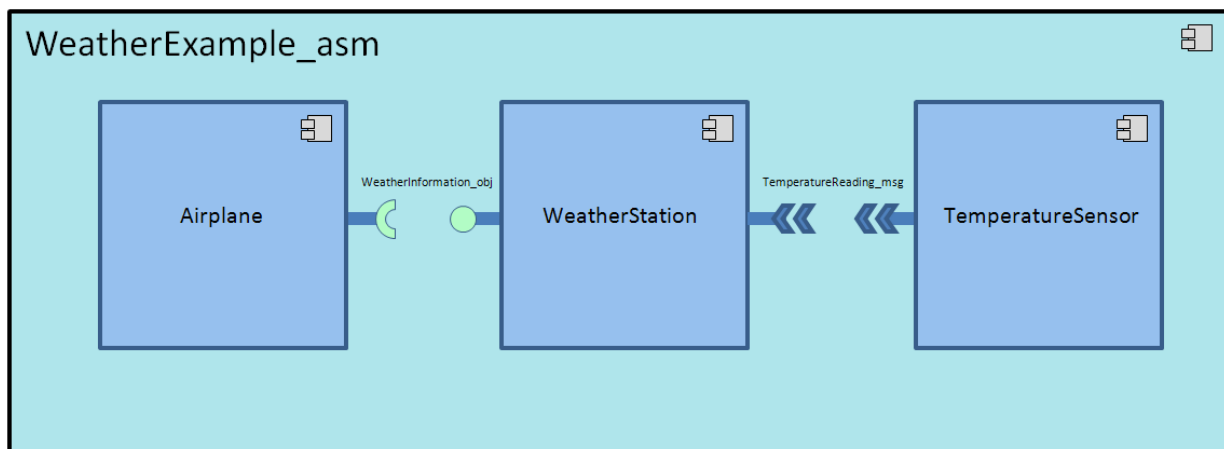 WeatherExample_asm
WeatherInformation_obj
TemperatureReading_msg
Airplane
WeatherStation
TemperatureSensor